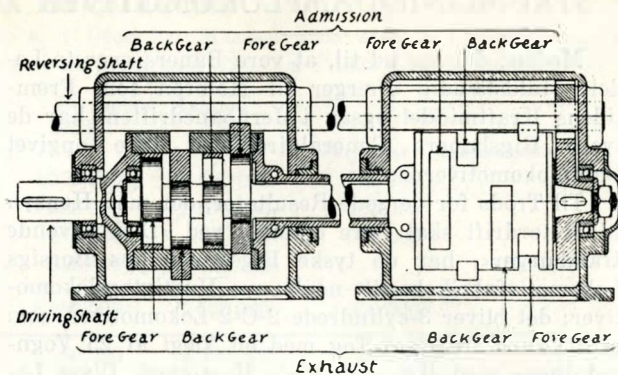 Admission
Back Gear
Back Gear Fore Gear Fore Gear
Reversing Shaft
Driving Shaft
Fore Gear Back Gear Back Gear Fore Gear
Exhaust